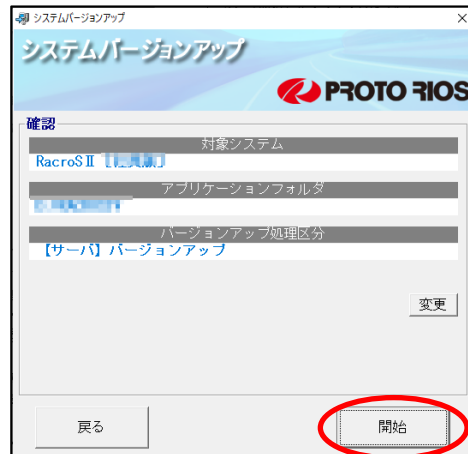 システムバージョンアップ
システムバージョンアップ
PROTO RIOS
確認
対象システム
RacroSⅡ
アプリケーションフォルダ
バージョンアップ処理区分
【サーバ】バージョンアップ
変更
戻る
開始